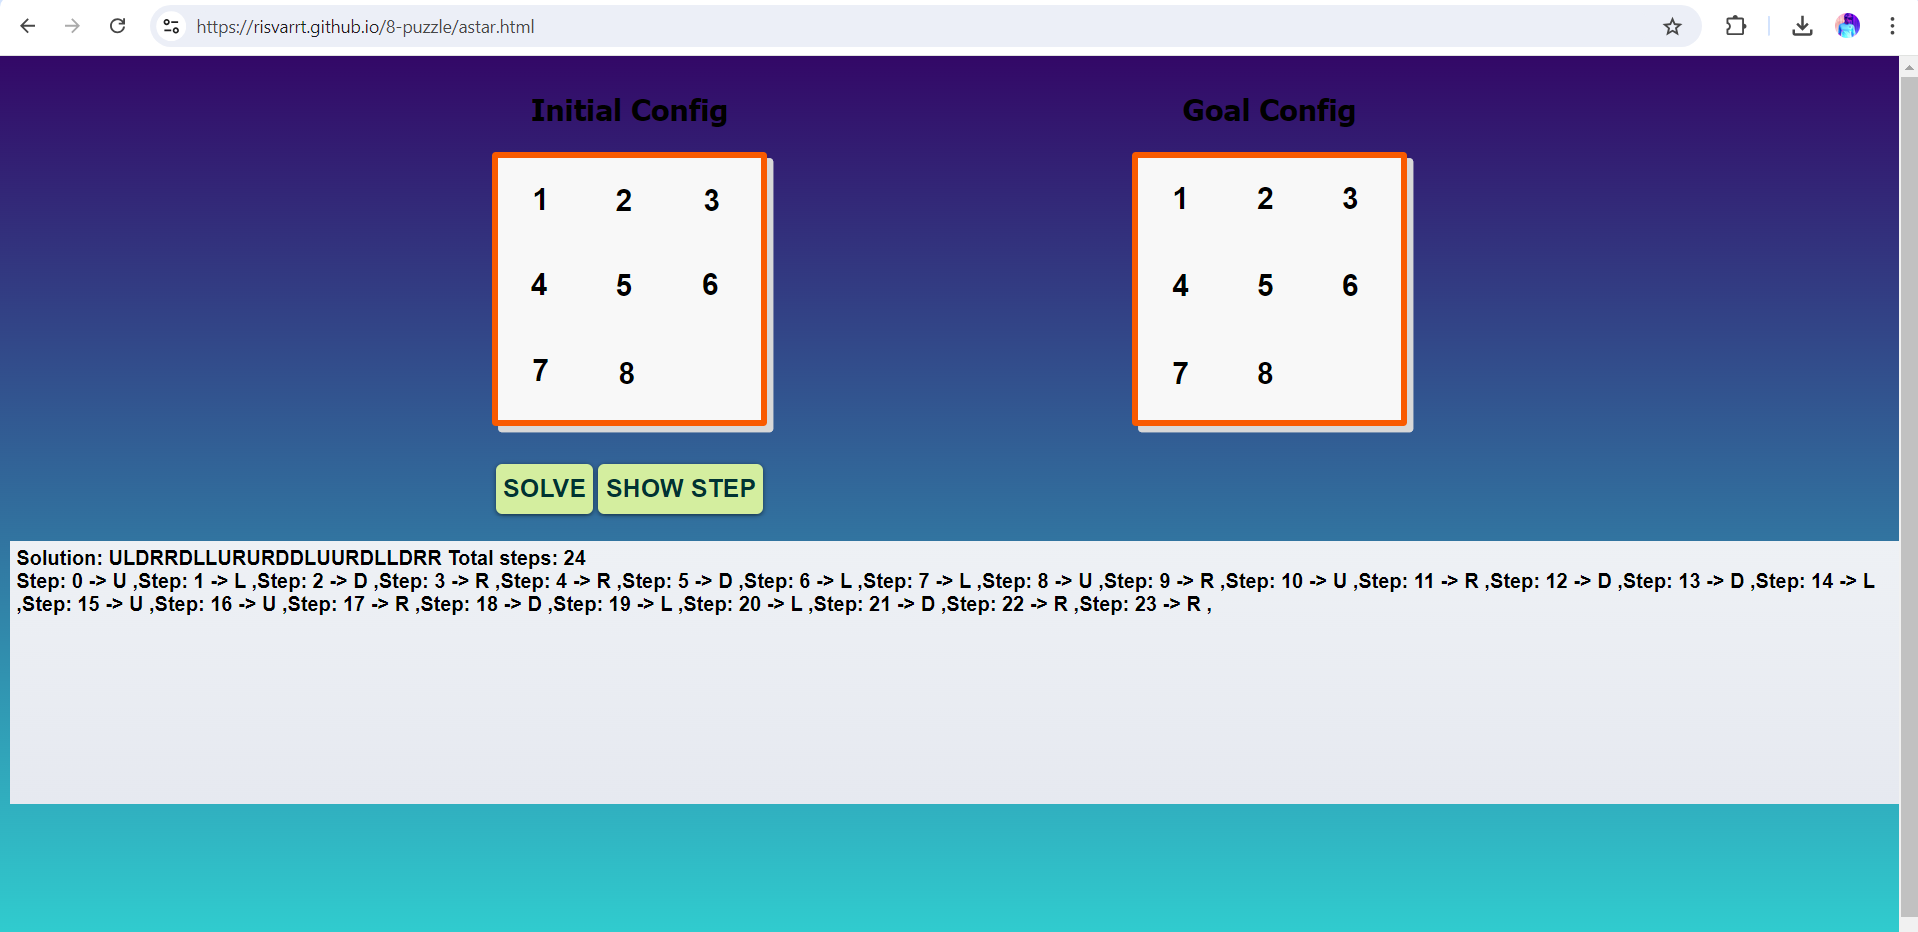 https://risvarrt.github.io/8-puzzle/astar.html
Initial Config
Goal Config
1 2 3
4 5 6
7 8
1 2 3
4 5 6
7 8
SOLVE SHOW STEP
Solution: ULDRRDLLURURDDLUURDLLDRR Total steps: 24
Step: 0 -> U ,Step: 1 -> L ,Step: 2 -> D ,Step: 3 -> R ,Step: 4 -> R ,Step: 5 -> D ,Step: 6 -> L ,Step: 7 -> L ,Step: 8 -> U ,Step: 9 -> R ,Step: 10 -> U ,Step: 11 -> R ,Step: 12 -> D ,Step: 13 -> D ,Step: 14 -> L
,Step: 15 -> U ,Step: 16 -> U ,Step: 17 -> R ,Step: 18 -> D ,Step: 19 -> L ,Step: 20 -> L ,Step: 21 -> D ,Step: 22 -> R ,Step: 23 -> R ,